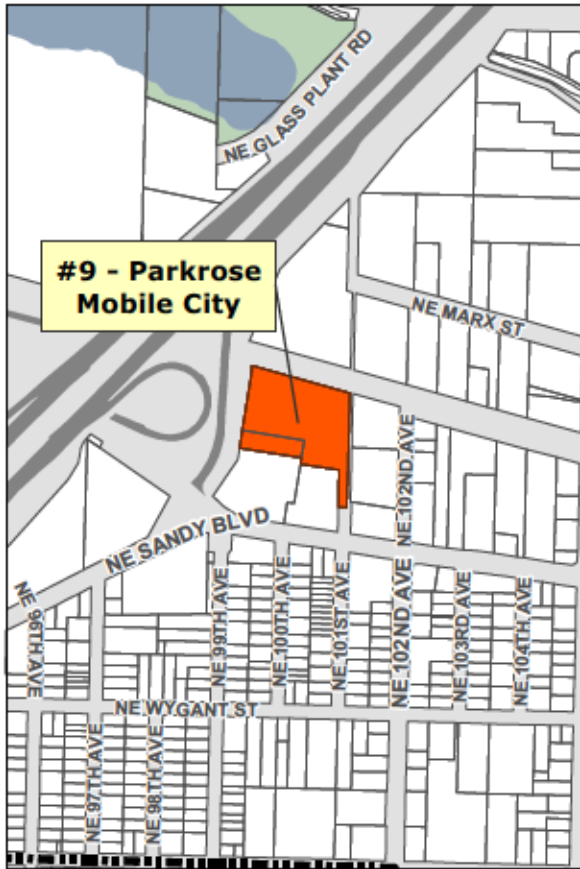 NE GLASS PLANT RD
#9 - Parkrose
Mobile City
NE MARX ST
NE 102ND AVE
NE SANDY BLVD
NE 96TH AVE
NE 99TH AVE
NE 100TH AVE
NE 101ST AVE
NE 102ND AVE
NE 103RD AVE
NE 104TH AVE
NE WYGANT ST
NE 97TH AVE
NE 98TH AVE